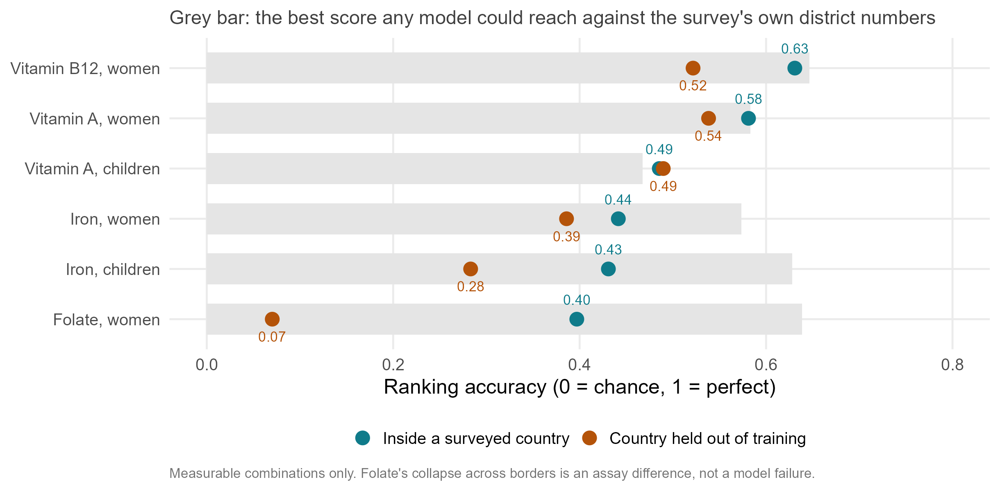 Grey bar: the best score any model could reach against the survey's own district numbers
Vitamin B12, women
0.63
0.52
Vitamin A, women
0.58
0.54
Vitamin A, children
0.49
0.49
Iron, women
0.44
0.39
Iron, children
0.43
0.28
Folate, women
0.40
0.07
0.0 0.2 0.4 0.6 0.8
Ranking accuracy (0 = chance, 1 = perfect)
Inside a surveyed country Country held out of training
Measurable combinations only. Folate's collapse across borders is an assay difference, not a model failure.